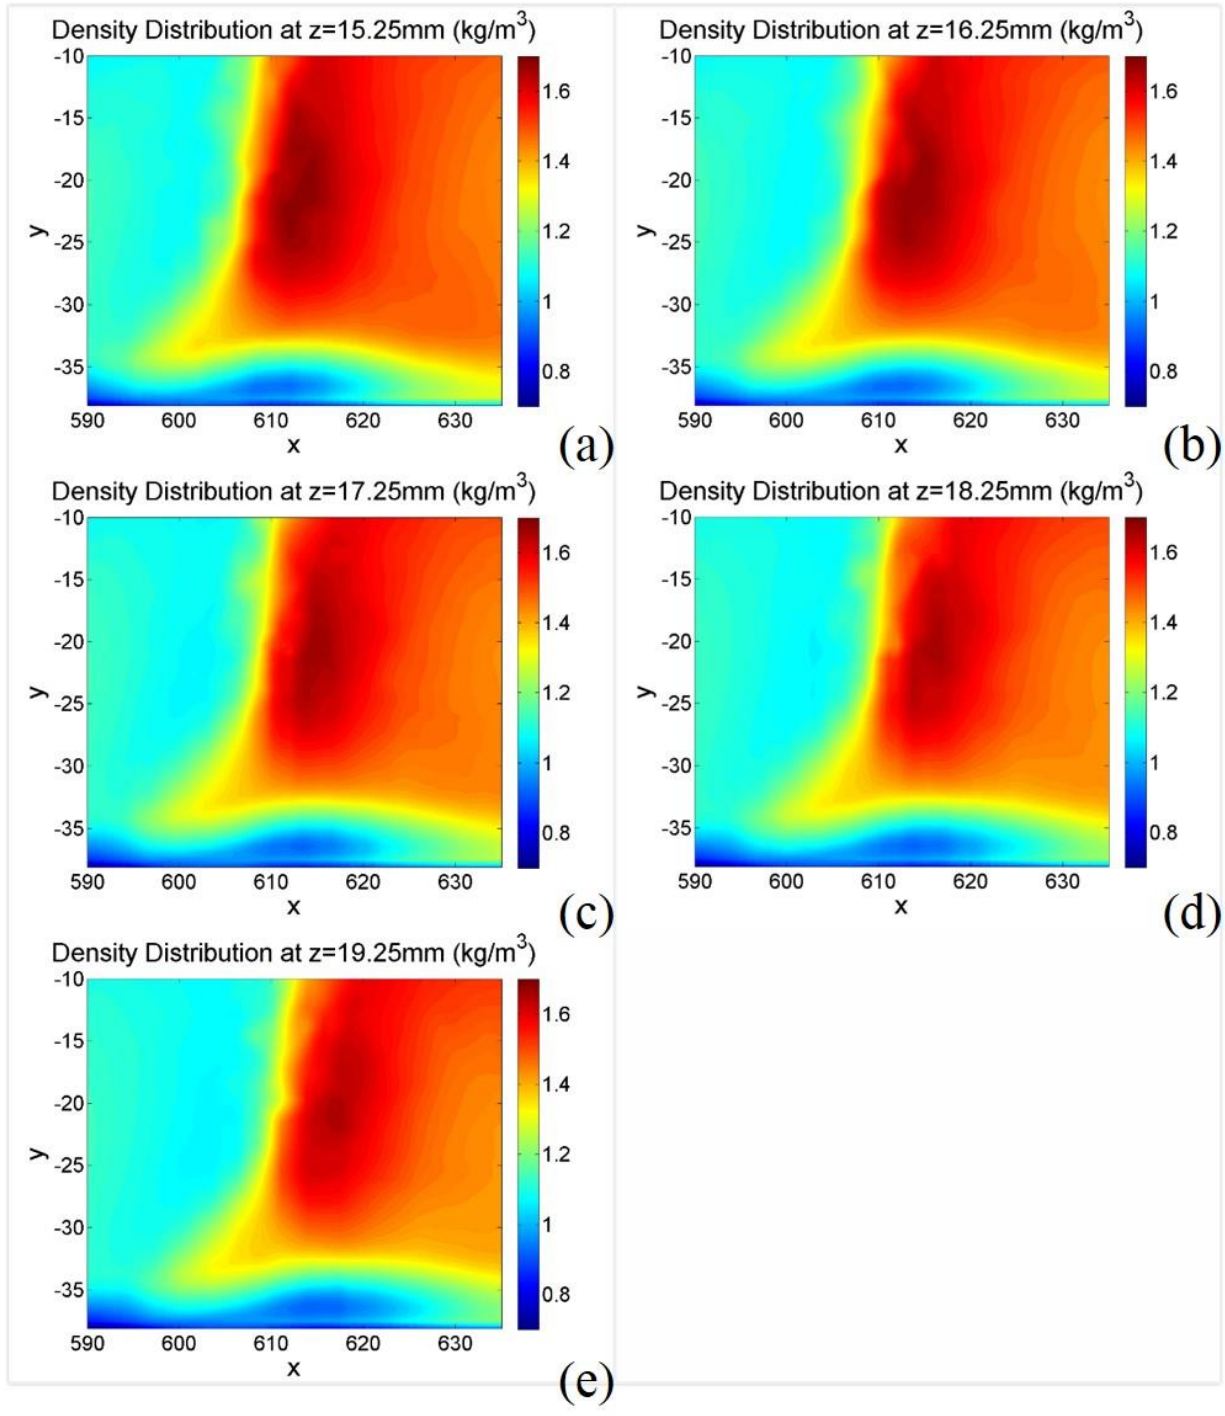 Density Distribution at z=15.25mm (kg/m³)
-10
-15
-20
-25
-30
-35
y
590 600 610 620 630
x
1.6
1.4
1.2
1
0.8
(a)
Density Distribution at z=16.25mm (kg/m³)
-10
-15
-20
-25
-30
-35
y
590 600 610 620 630
x
1.6
1.4
1.2
1
0.8
(b)
Density Distribution at z=17.25mm (kg/m³)
-10
-15
-20
-25
-30
-35
y
590 600 610 620 630
x
1.6
1.4
1.2
1
0.8
(c)
Density Distribution at z=18.25mm (kg/m³)
-10
-15
-20
-25
-30
-35
y
590 600 610 620 630
x
1.6
1.4
1.2
1
0.8
(d)
Density Distribution at z=19.25mm (kg/m³)
-10
-15
-20
-25
-30
-35
y
590 600 610 620 630
x
1.6
1.4
1.2
1
0.8
(e)